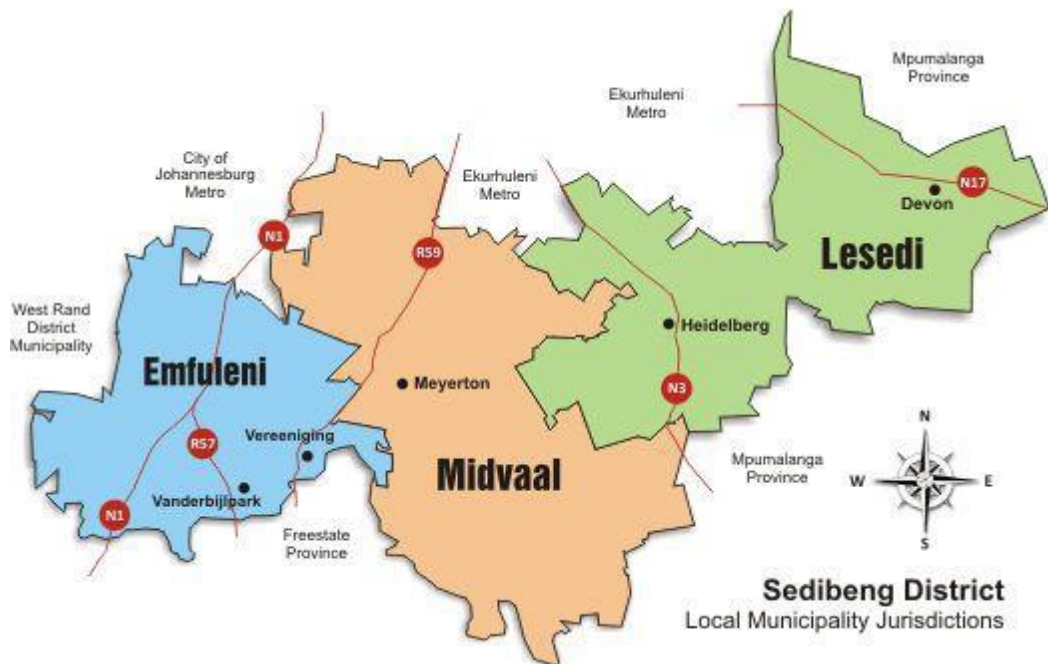 Mpumalanga
Province
Ekurhuleni
Metro
City of
Johannesburg
Metro
Ekurhuleni
Metro
N17
Devon
N1
R59
Lesedi
West Rand
District
Municipality
Heidelberg
Emfuleni
Meyerton
N3
Vereeniging
R57
Midvaal
Mpumalanga
Province
Vanderbijlpark
N1
Freestate
Province
N
W
E
S
Sedibeng District
Local Municipality Jurisdictions